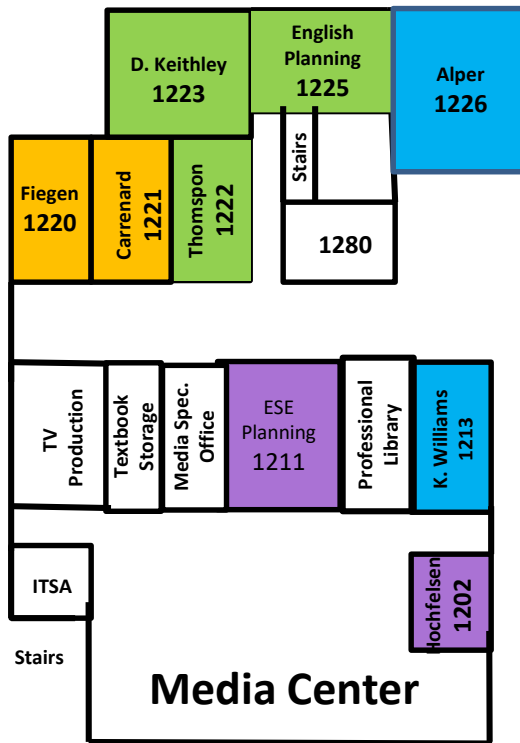 D. Keithley
1223
English
Planning
1225
Alper
1226
Stairs
Fiegen
1220
Carrenard
1221
Thomspon
1222
1280
TV
Production
Textbook
Storage
Media Spec.
Office
ESE
Planning
1211
Professional
Library
K. Williams
1213
ITSA
Hochfelsen
1202
Stairs
Media Center